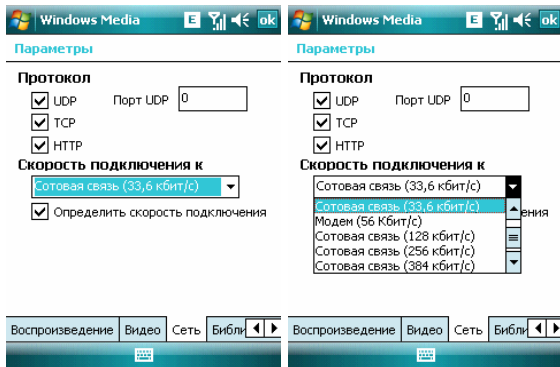 Windows Media E ok
Параметры
Протокол
UDP Порт UDP 0
TCP
HTTP
Скорость подключения к
Сотовая связь (33,6 кбит/с)
Определить скорость подключения
Воспроизведение Видео Сеть Библи
Windows Media E ok
Параметры
Протокол
UDP Порт UDP 0
TCP
HTTP
Скорость подключения к
Сотовая связь (33,6 кбит/с)
Сотовая связь (33,6 кбит/с)
Модем (56 Кбит/с)
Сотовая связь (128 кбит/с)
Сотовая связь (256 кбит/с)
Сотовая связь (384 кбит/с)
ения
Воспроизведение Видео Сеть Библи